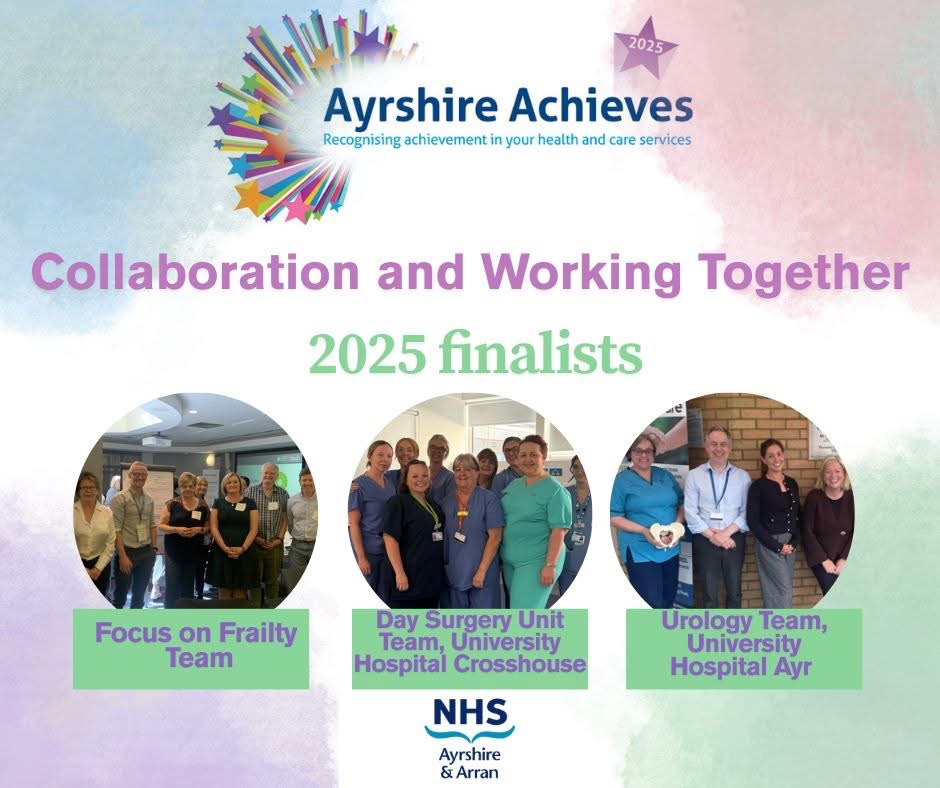 2025
Ayrshire Achieves
Recognising achievement in your health and care services
Collaboration and Working Together
2025 finalists
Focus on Frailty
Team
Day Surgery Unit
Team, University
Hospital Crosshouse
Urology Team,
University
Hospital Ayr
NHS
Ayrshire
& Arran